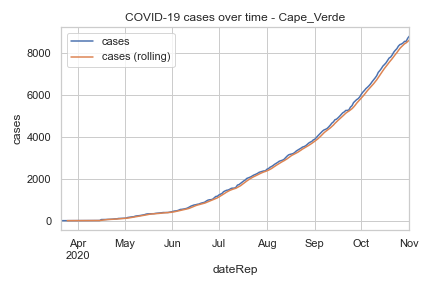 COVID-19 cases over time - Cape_Verde
cases
cases (rolling)
cases
8000
6000
4000
2000
0
Apr May Jun Jul Aug Sep Oct Nov
2020
dateRep